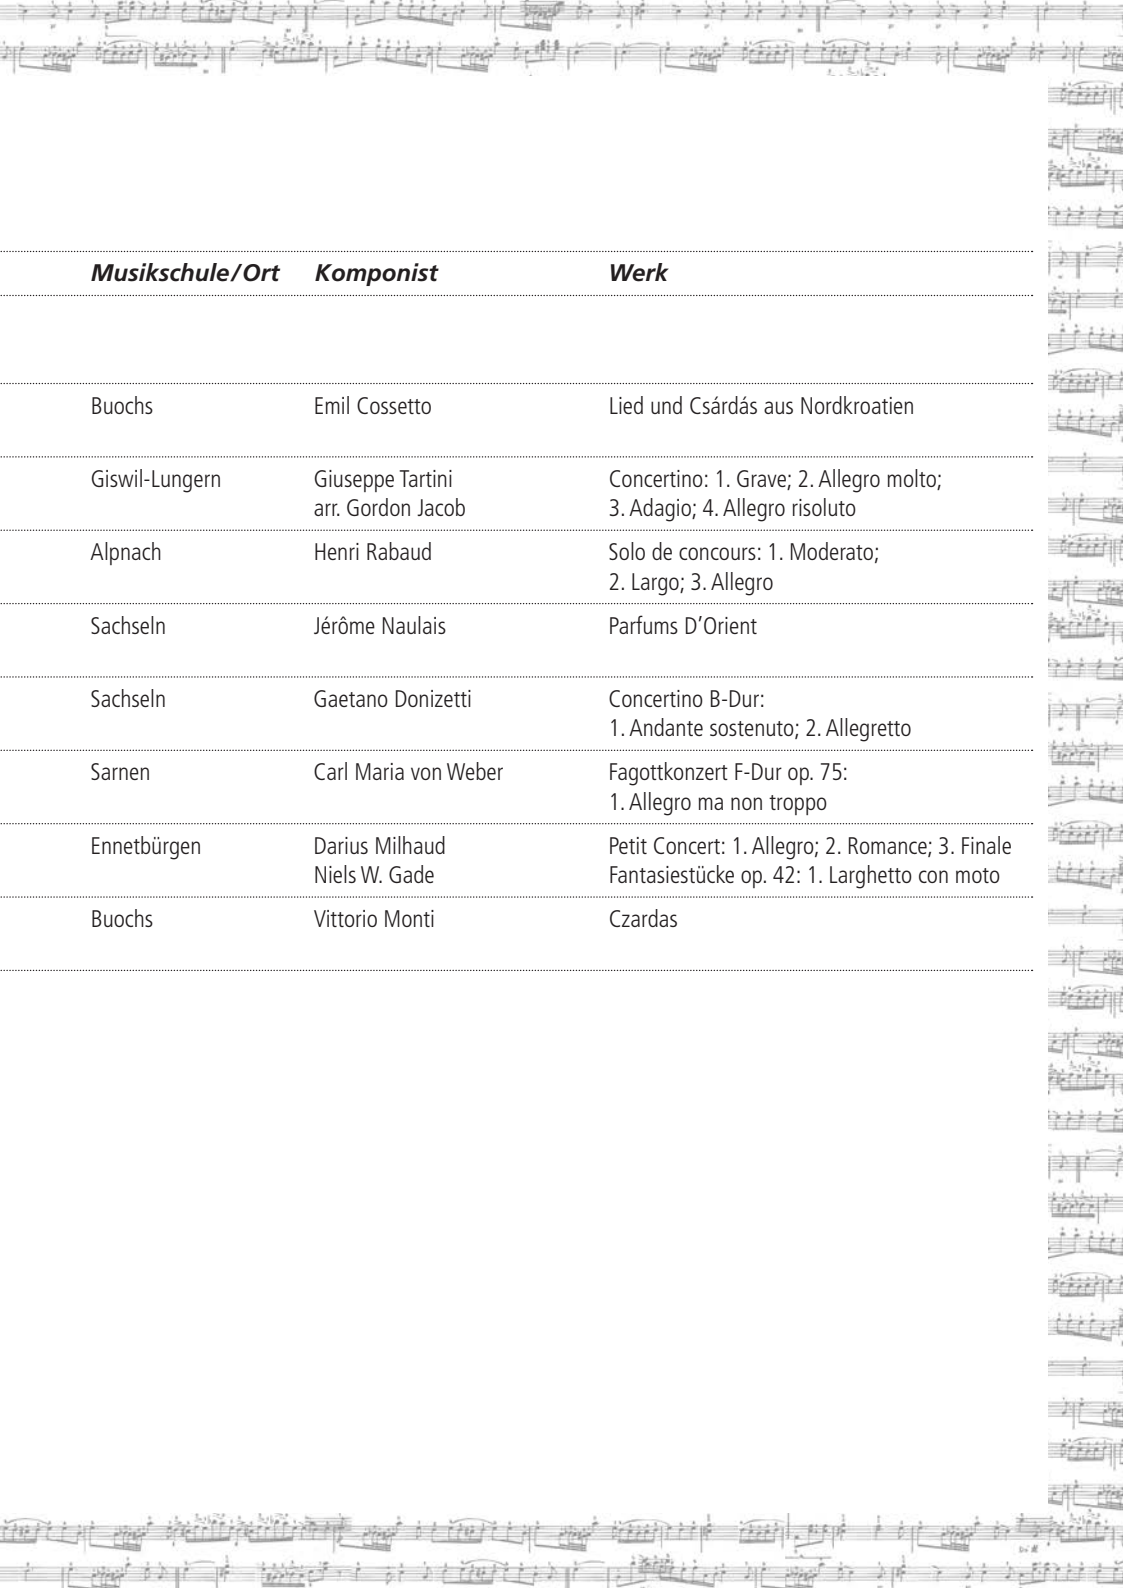 Musikschule/Ort Komponist Werk
Buochs Emil Cossetto Lied und Csárdás aus Nordkroatien
Giswil-Lungern Giuseppe Tartini Concertino: 1. Grave; 2. Allegro molto;
arr. Gordon Jacob 3. Adagio; 4. Allegro risoluto
Alpnach Henri Rabaud Solo de concours: 1. Moderato;
2. Largo; 3. Allegro
Sachseln Jérôme Naulais Parfums D’Orient
Sachseln Gaetano Donizetti Concertino B-Dur:
1. Andante sostenuto; 2. Allegretto
Sarnen Carl Maria von Weber Fagottkonzert F-Dur op. 75:
1. Allegro ma non troppo
Ennetbürgen Darius Milhaud Petit Concert: 1. Allegro; 2. Romance; 3. Finale
Niels W. Gade Fantasiestücke op. 42: 1. Larghetto con moto
Buochs Vittorio Monti Czardas